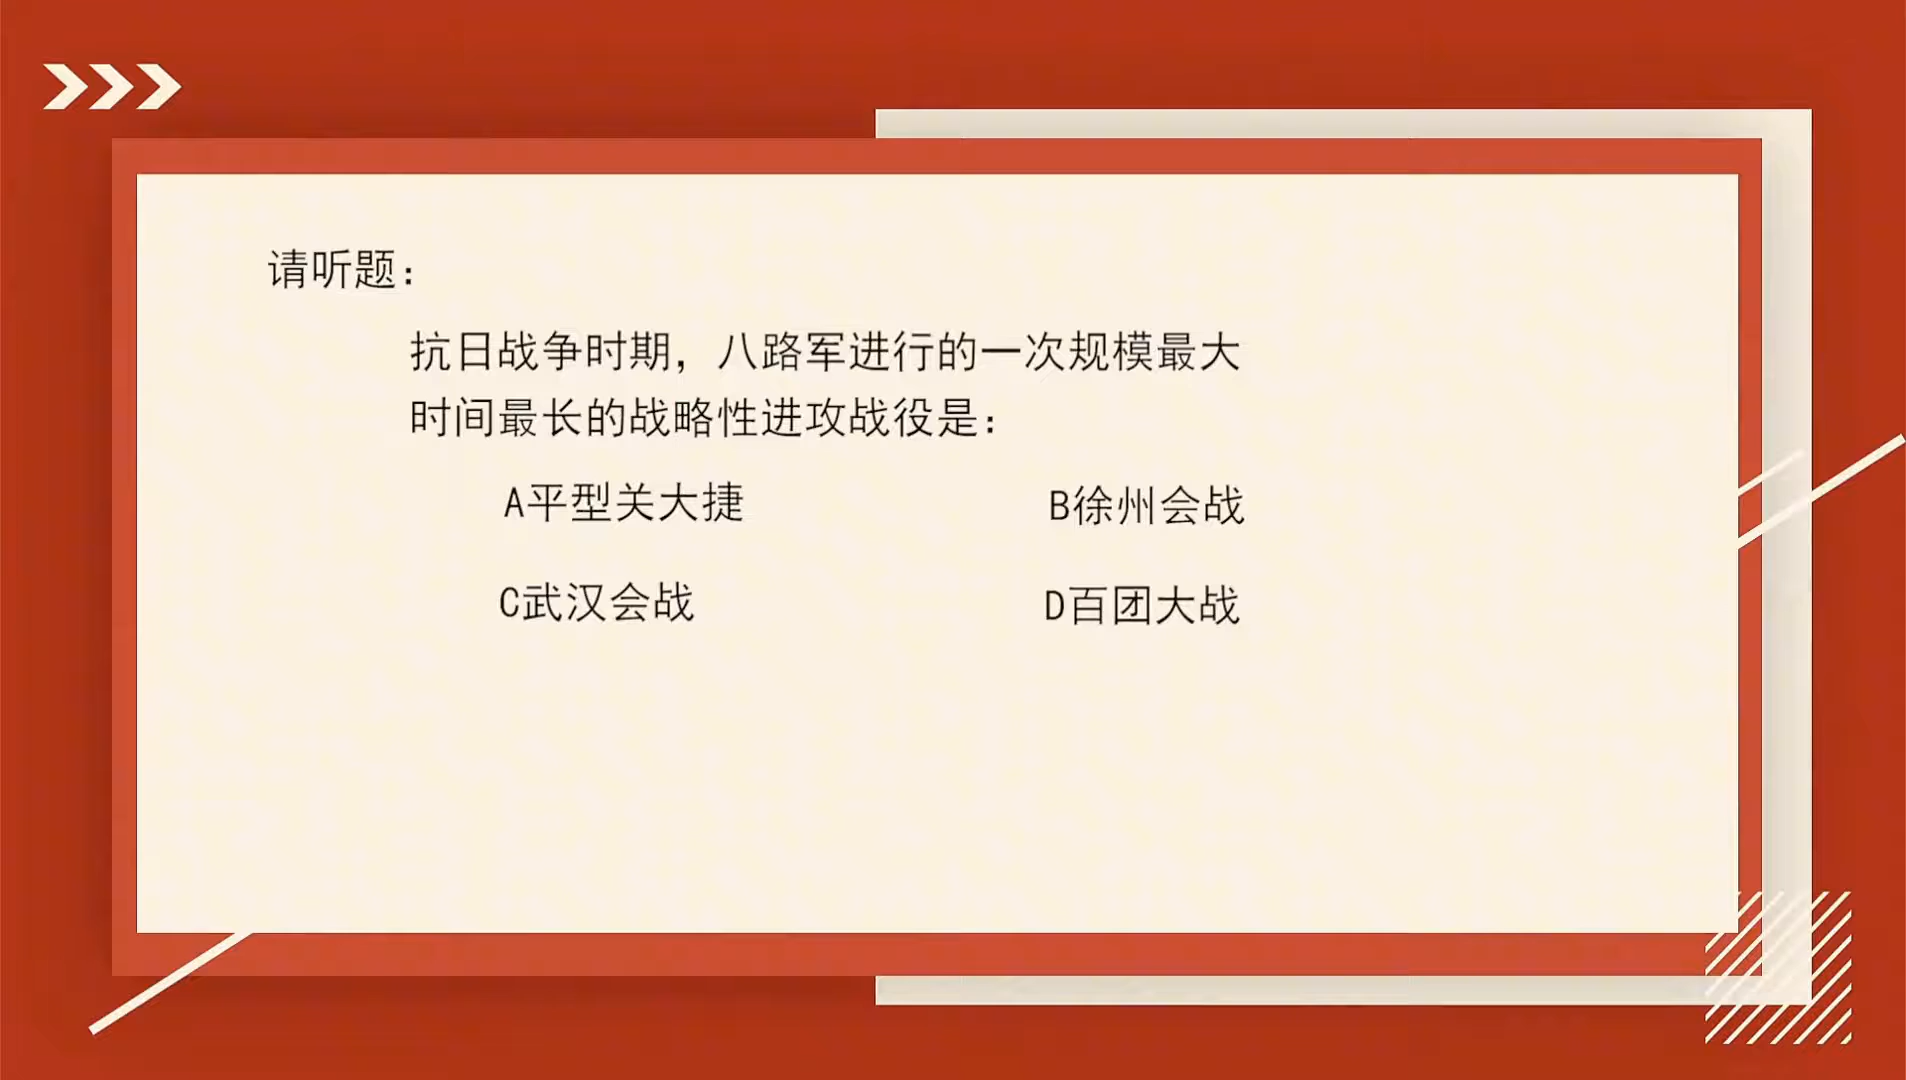 请听题：
抗日战争时期，八路军进行的一次规模最大
时间最长的战略性进攻战役是：
A平型关大捷 B徐州会战
C武汉会战 D百团大战